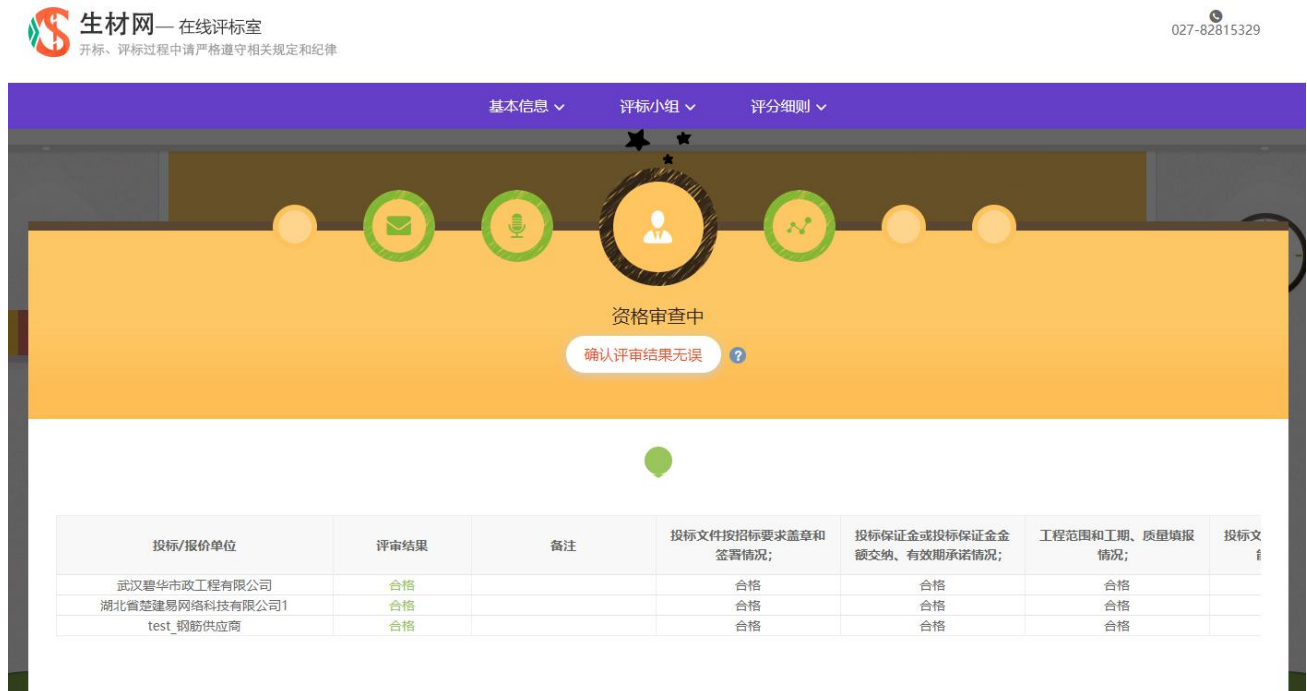 生材网— 在线评标室
开标、评标过程中请严格遵守相关规定和纪律
027-82815329
基本信息 评标小组 评分细则
资格审查中
确认评审结果无误 ?
投标/报价单位 评审结果 备注 投标文件按招标要求盖章和签署情况; 投标保证金或投标保证金金额交纳、有效期承诺情况; 工程范围和工期、质量填报情况; 投标文
武汉碧华市政工程有限公司 合格 合格 合格 合格
湖北省楚建易网络科技有限公司1 合格 合格 合格 合格
test_钢筋供应商 合格 合格 合格 合格